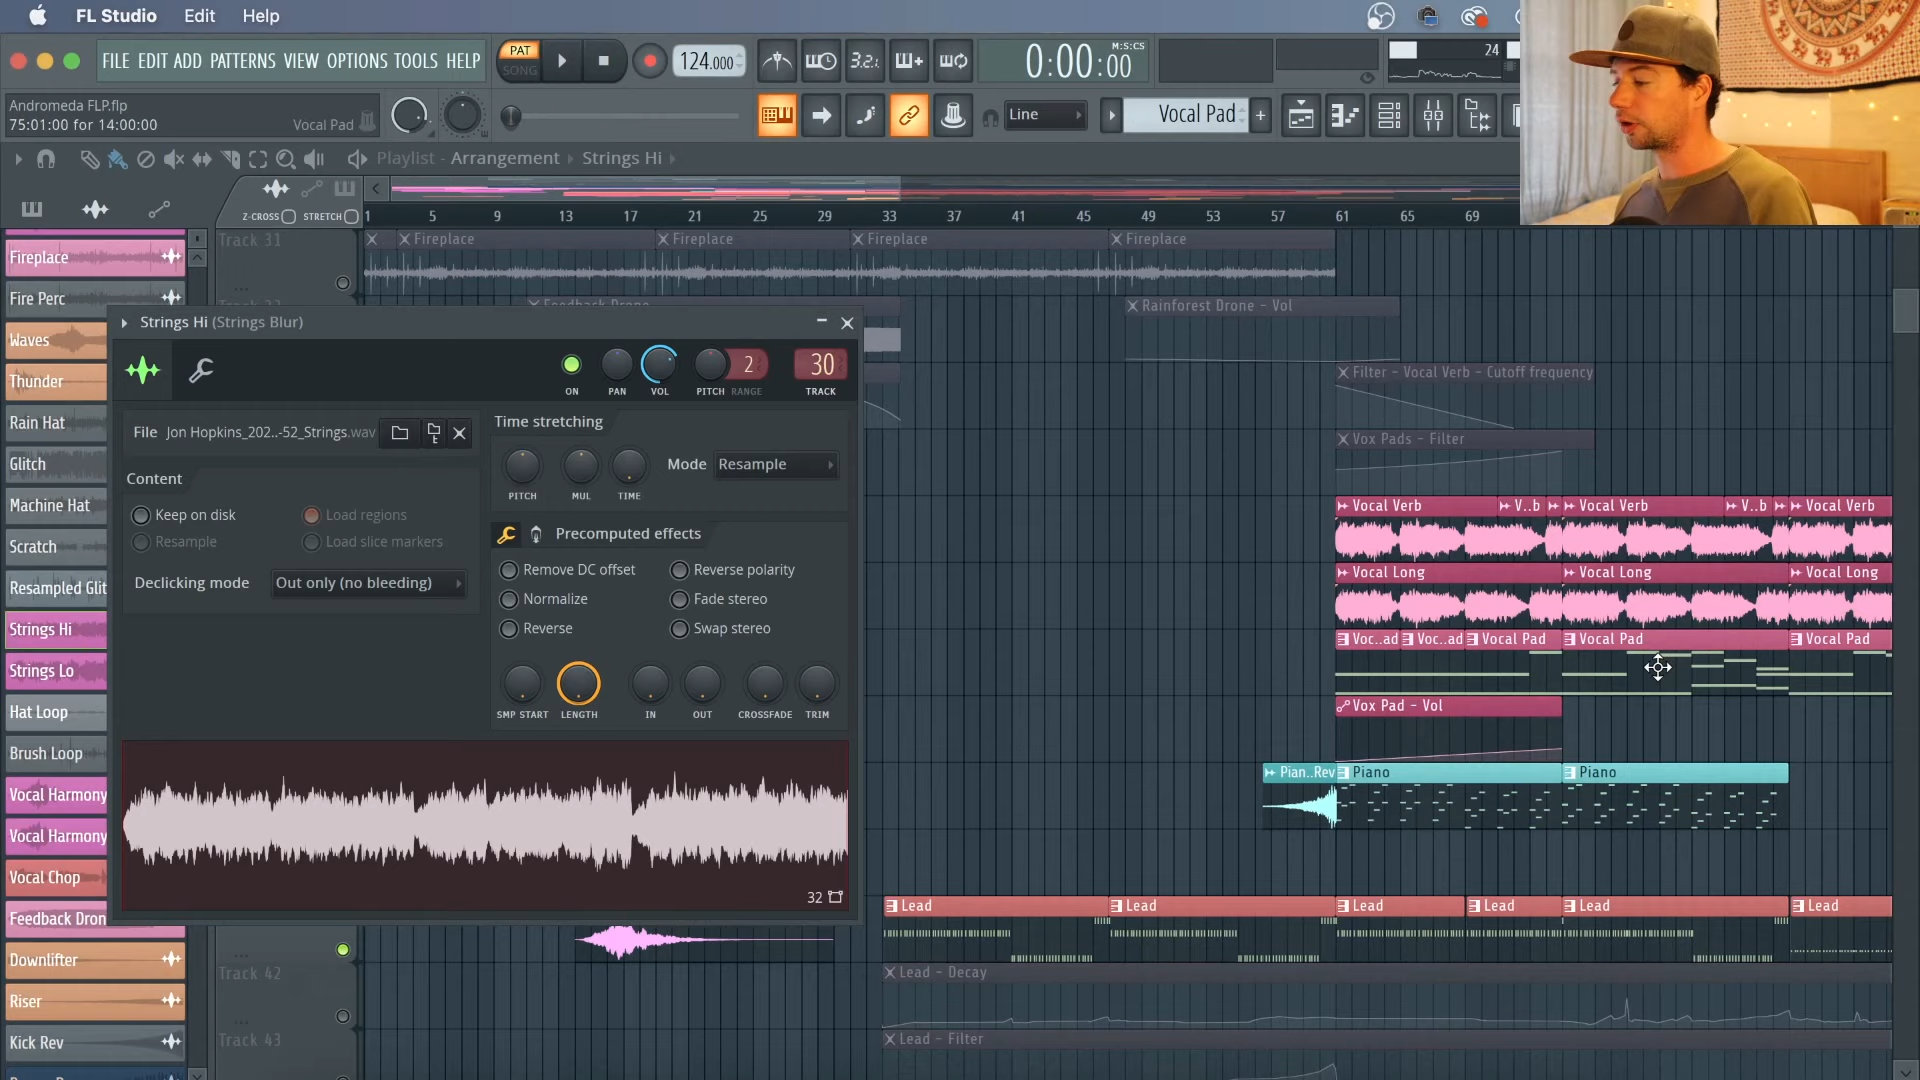 FL Studio Edit Help
FILE EDIT ADD PATTERNS VIEW OPTIONS TOOLS HELP
PAT
SONG
124.000
3.2.
0:00:00
M:S:CS
24
Andromeda FLP.flp
75:01:00 for 14:00:00
Vocal Pad
Line
Vocal Pad
Playlist - Arrangement Strings Hi
Z-CROSS STRETCH
1 5 9 13 17 21 25 29 33 37 41 45 49 53 57 61 65 69
Track 31
Fireplace
Fireplace
Fireplace
Fireplace
Fireplace
Fire Perc
Waves
Thunder
Rain Hat
Glitch
Machine Hat
Scratch
Resampled Glit
Strings Hi
Strings Lo
Hat Loop
Brush Loop
Vocal Harmony
Vocal Harmony
Vocal Chop
Feedback Dron
Downlifter
Riser
Kick Rev
Feedback Drone
Rainforest Drone - Vol
Filter - Vocal Verb - Cutoff frequency
Vox Pads - Filter
Vocal Verb
V..b
Vocal Verb
V..b
Vocal Verb
Vocal Long
Vocal Long
Vocal Long
Voc..ad
Voc..ad
Vocal Pad
Vocal Pad
Vocal Pad
Vox Pad - Vol
Pian..Rev
Piano
Piano
Lead
Lead
Lead
Lead
Lead
Lead
Track 42
Lead - Decay
Track 43
Lead - Filter
Strings Hi (Strings Blur)
ON
PAN
VOL
PITCH
2
RANGE
30
TRACK
File Jon Hopkins_202..-52_Strings.wav
Content
Keep on disk
Load regions
Resample
Load slice markers
Declicking mode
Out only (no bleeding)
Time stretching
PITCH
MUL
TIME
Mode Resample
Precomputed effects
Remove DC offset
Reverse polarity
Normalize
Fade stereo
Reverse
Swap stereo
SMP START
LENGTH
IN
OUT
CROSSFADE
TRIM
32